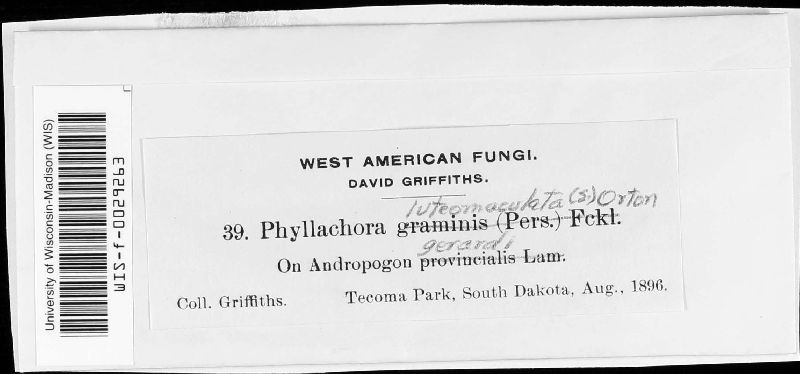 University of Wisconsin-Madison (WIS)
WIS-f-0029263
WEST AMERICAN FUNGI.
DAVID GRIFFITHS.
luteomaculata (S) Orton
39. Phyllachora graminis (Pers.) Fckl.
gerardi
On Andropogon provincialis Lam.
Coll. Griffiths. Tecoma Park, South Dakota, Aug., 1896.